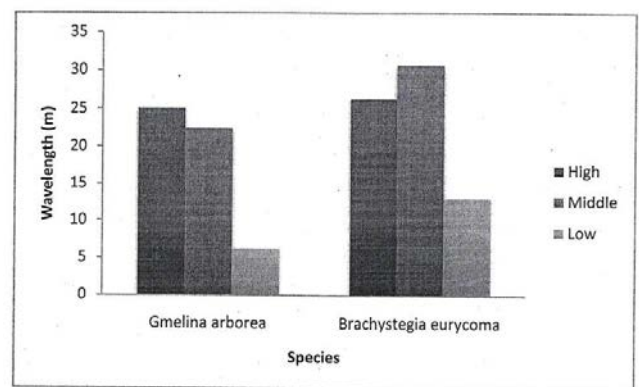 35
30
25
20
15
10
5
0
Wavelength (m)
Gmelina arborea
Brachystegia eurycoma
Species
High
Middle
Low